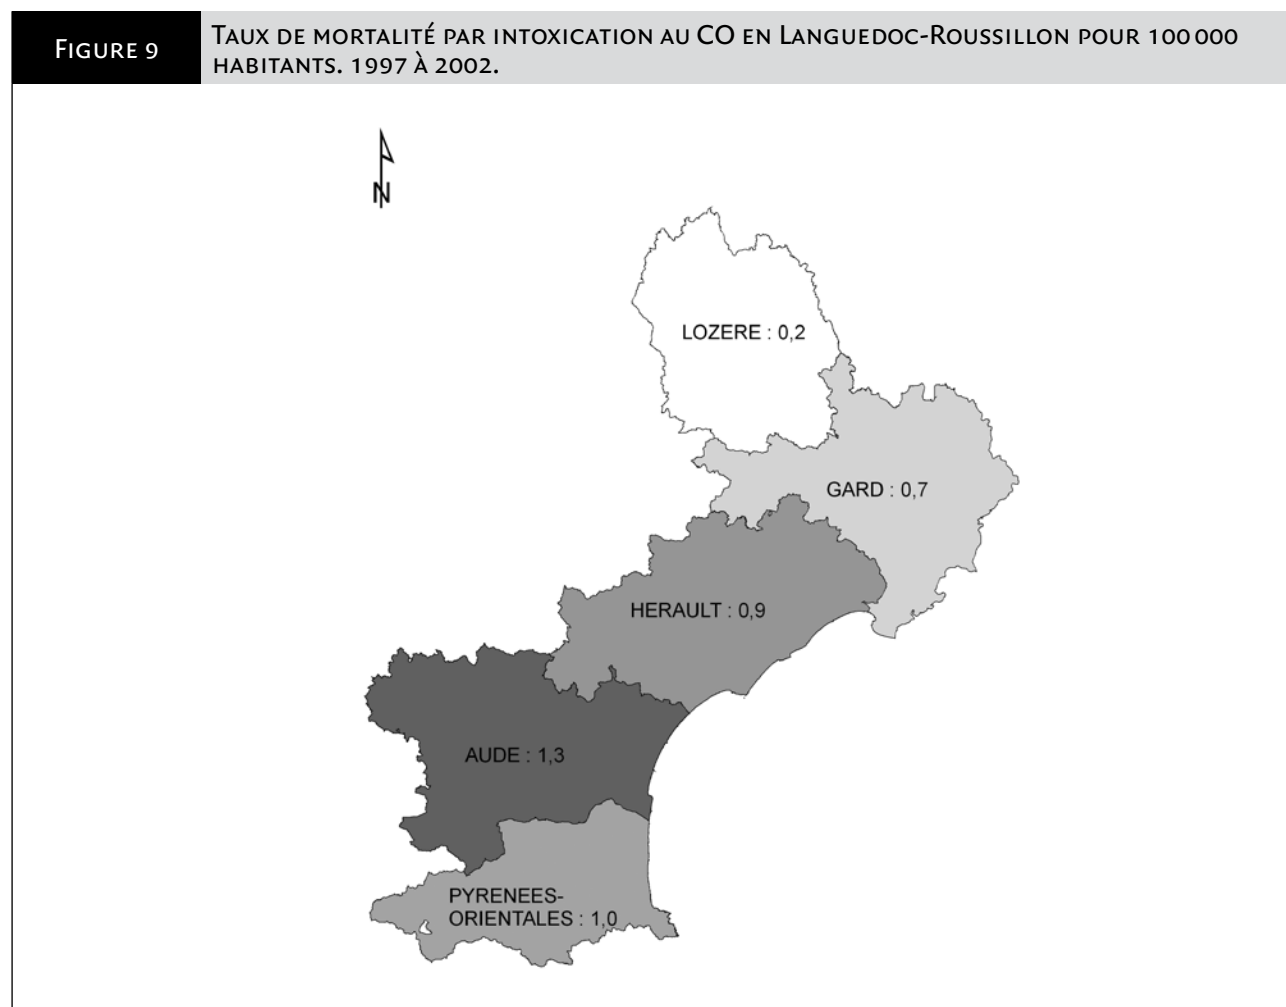 FIGURE 9
TAUX DE MORTALITÉ PAR INTOXICATION AU CO EN LANGUEDOC-ROUSSILLON POUR 100 000
HABITANTS. 1997 À 2002.
N
LOZERE : 0,2
GARD : 0,7
HERAULT : 0,9
AUDE : 1,3
PYRENEES-
ORIENTALES : 1,0